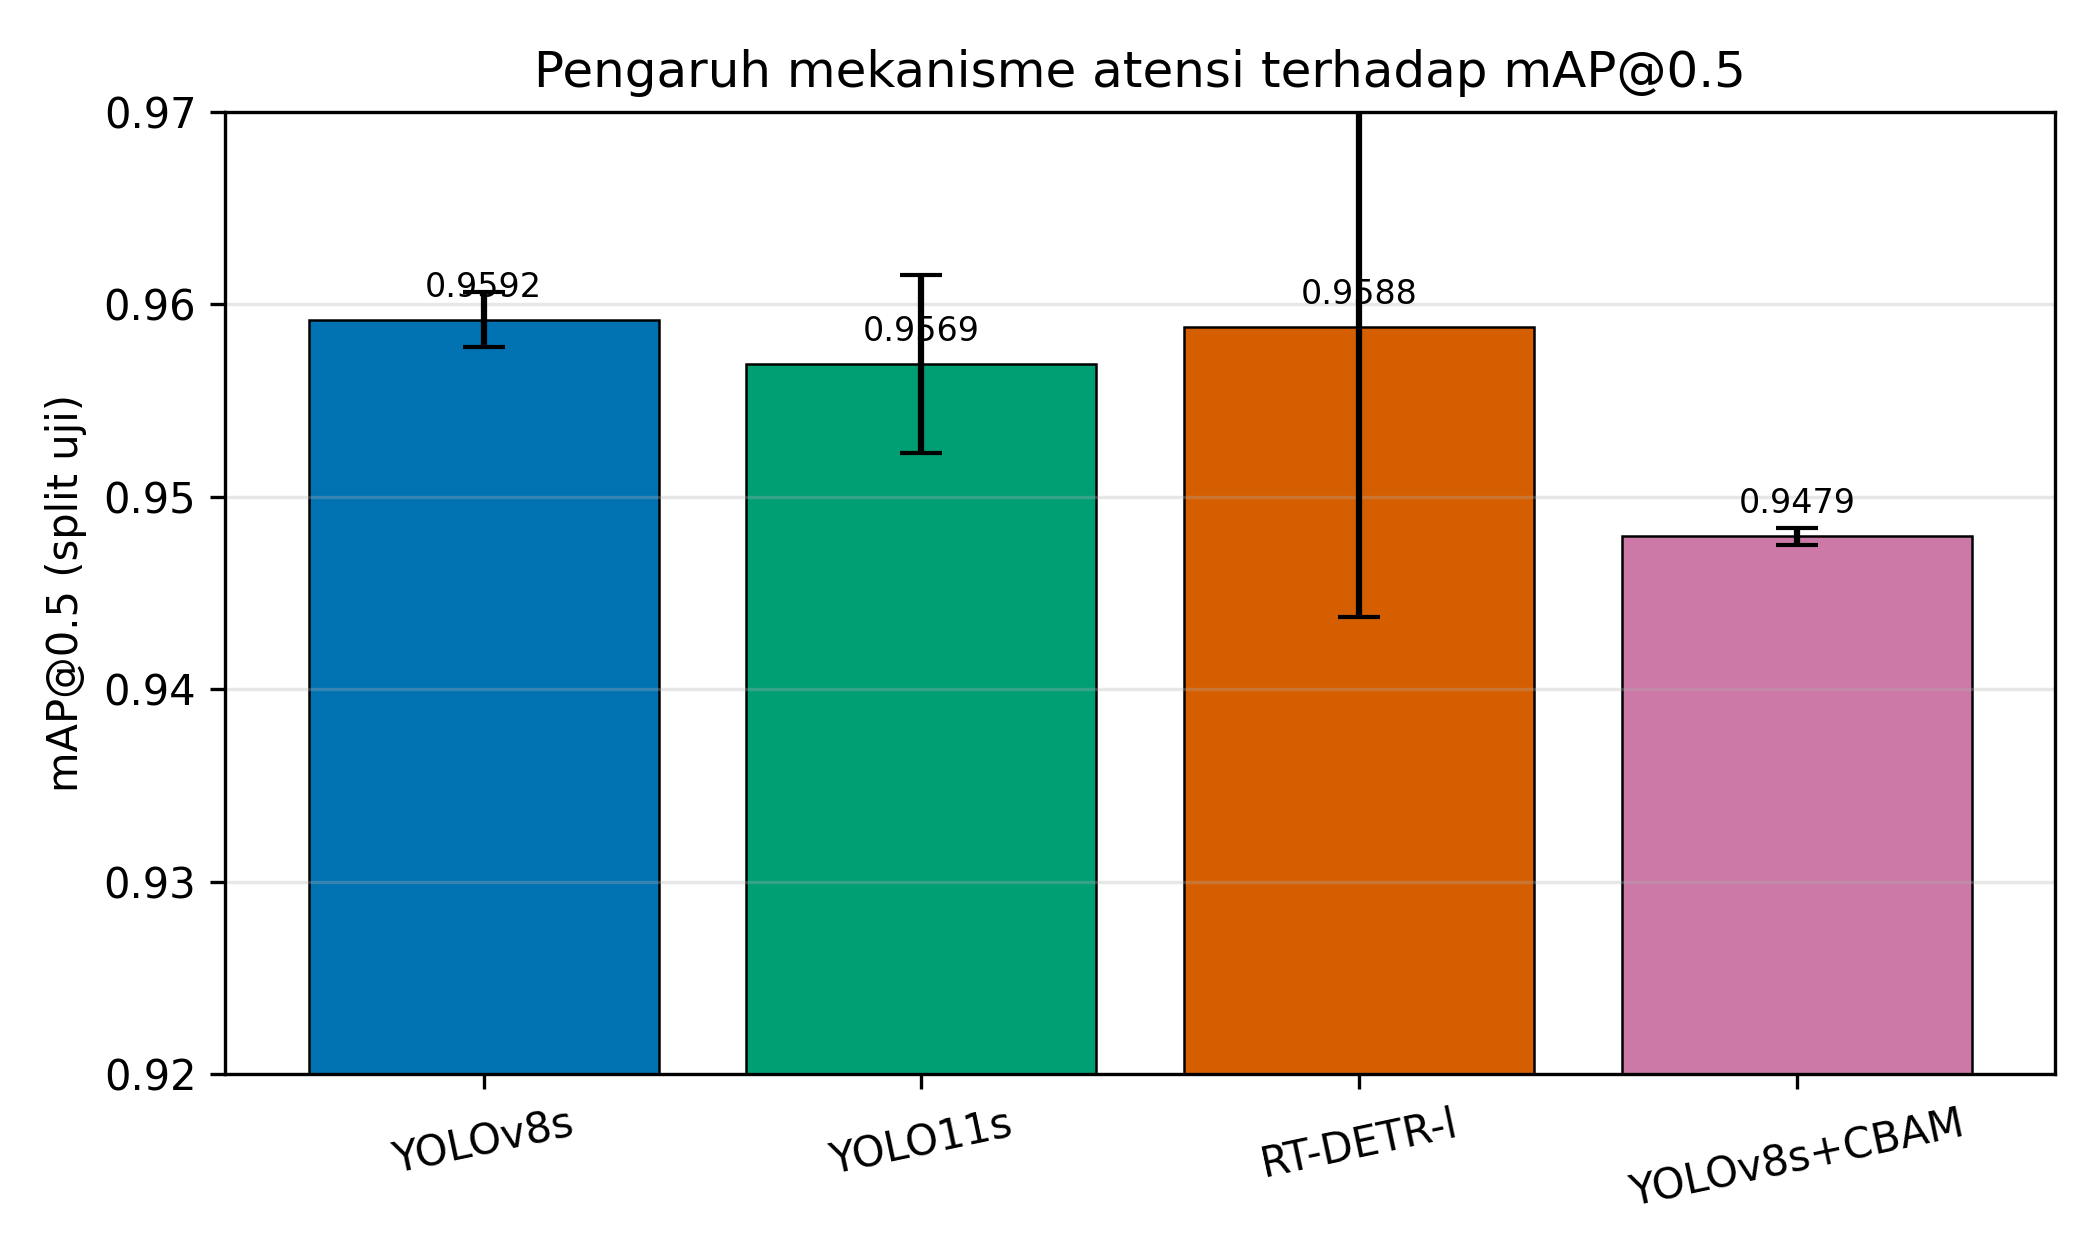 Pengaruh mekanisme atensi terhadap mAP@0.5
mAP@0.5 (split uji)
0.97
0.96
0.95
0.94
0.93
0.92
0.9592
0.9569
0.9588
0.9479
YOLOv8s
YOLO11s
RT-DETR-l
YOLOv8s+CBAM